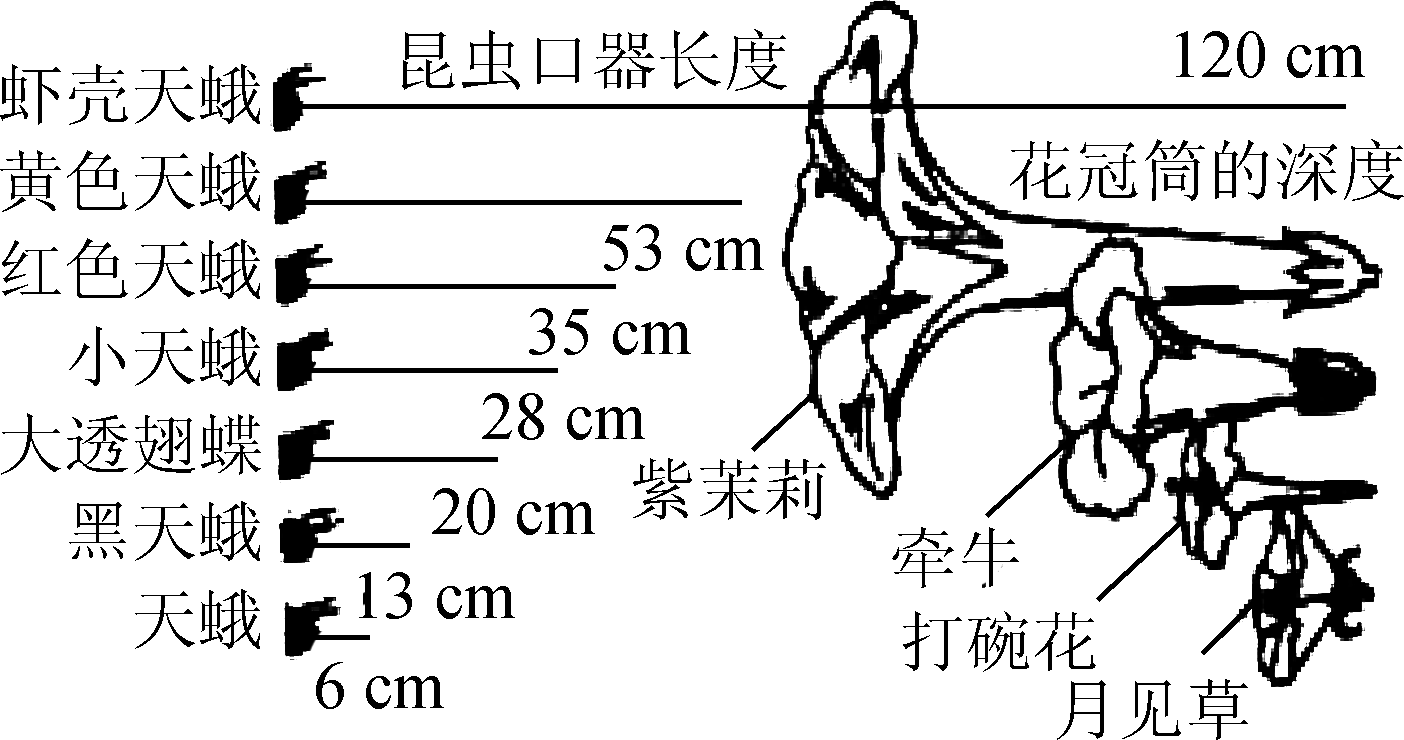 昆虫口器长度
120 cm
虾壳天蛾
花冠筒的深度
黄色天蛾
53 cm
红色天蛾
35 cm
小天蛾
28 cm
大透翅蝶
紫茉莉
20 cm
黑天蛾
牵牛
13 cm
天蛾
打碗花
6 cm
月见草